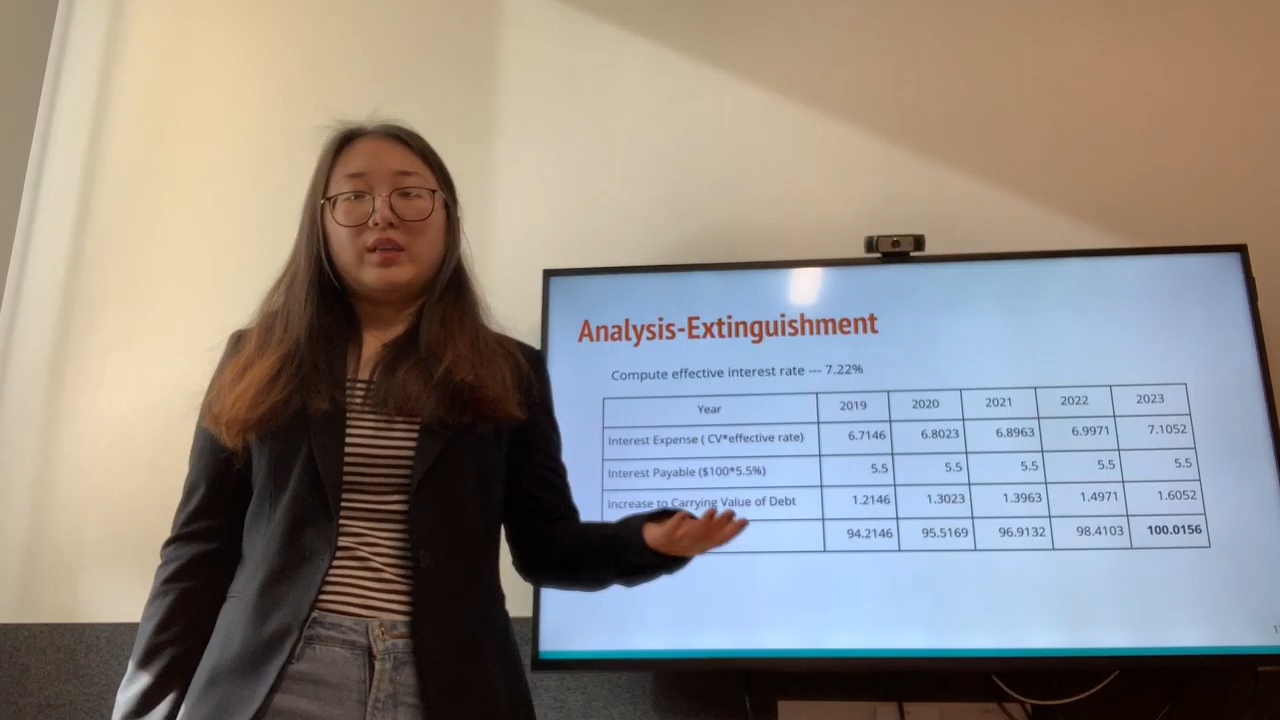 Analysis-Extinguishment
Compute effective interest rate --- 7.22%
Year 2019 2020 2021 2022 2023
Interest Expense ( CV*effective rate) 6.7146 6.8023 6.8963 6.9971 7.1052
Interest Payable ($100*5.5%) 5.5 5.5 5.5 5.5 5.5
Increase to Carrying Value of Debt 1.2146 1.3023 1.3963 1.4971 1.6052
94.2146 95.5169 96.9132 98.4103 100.0156